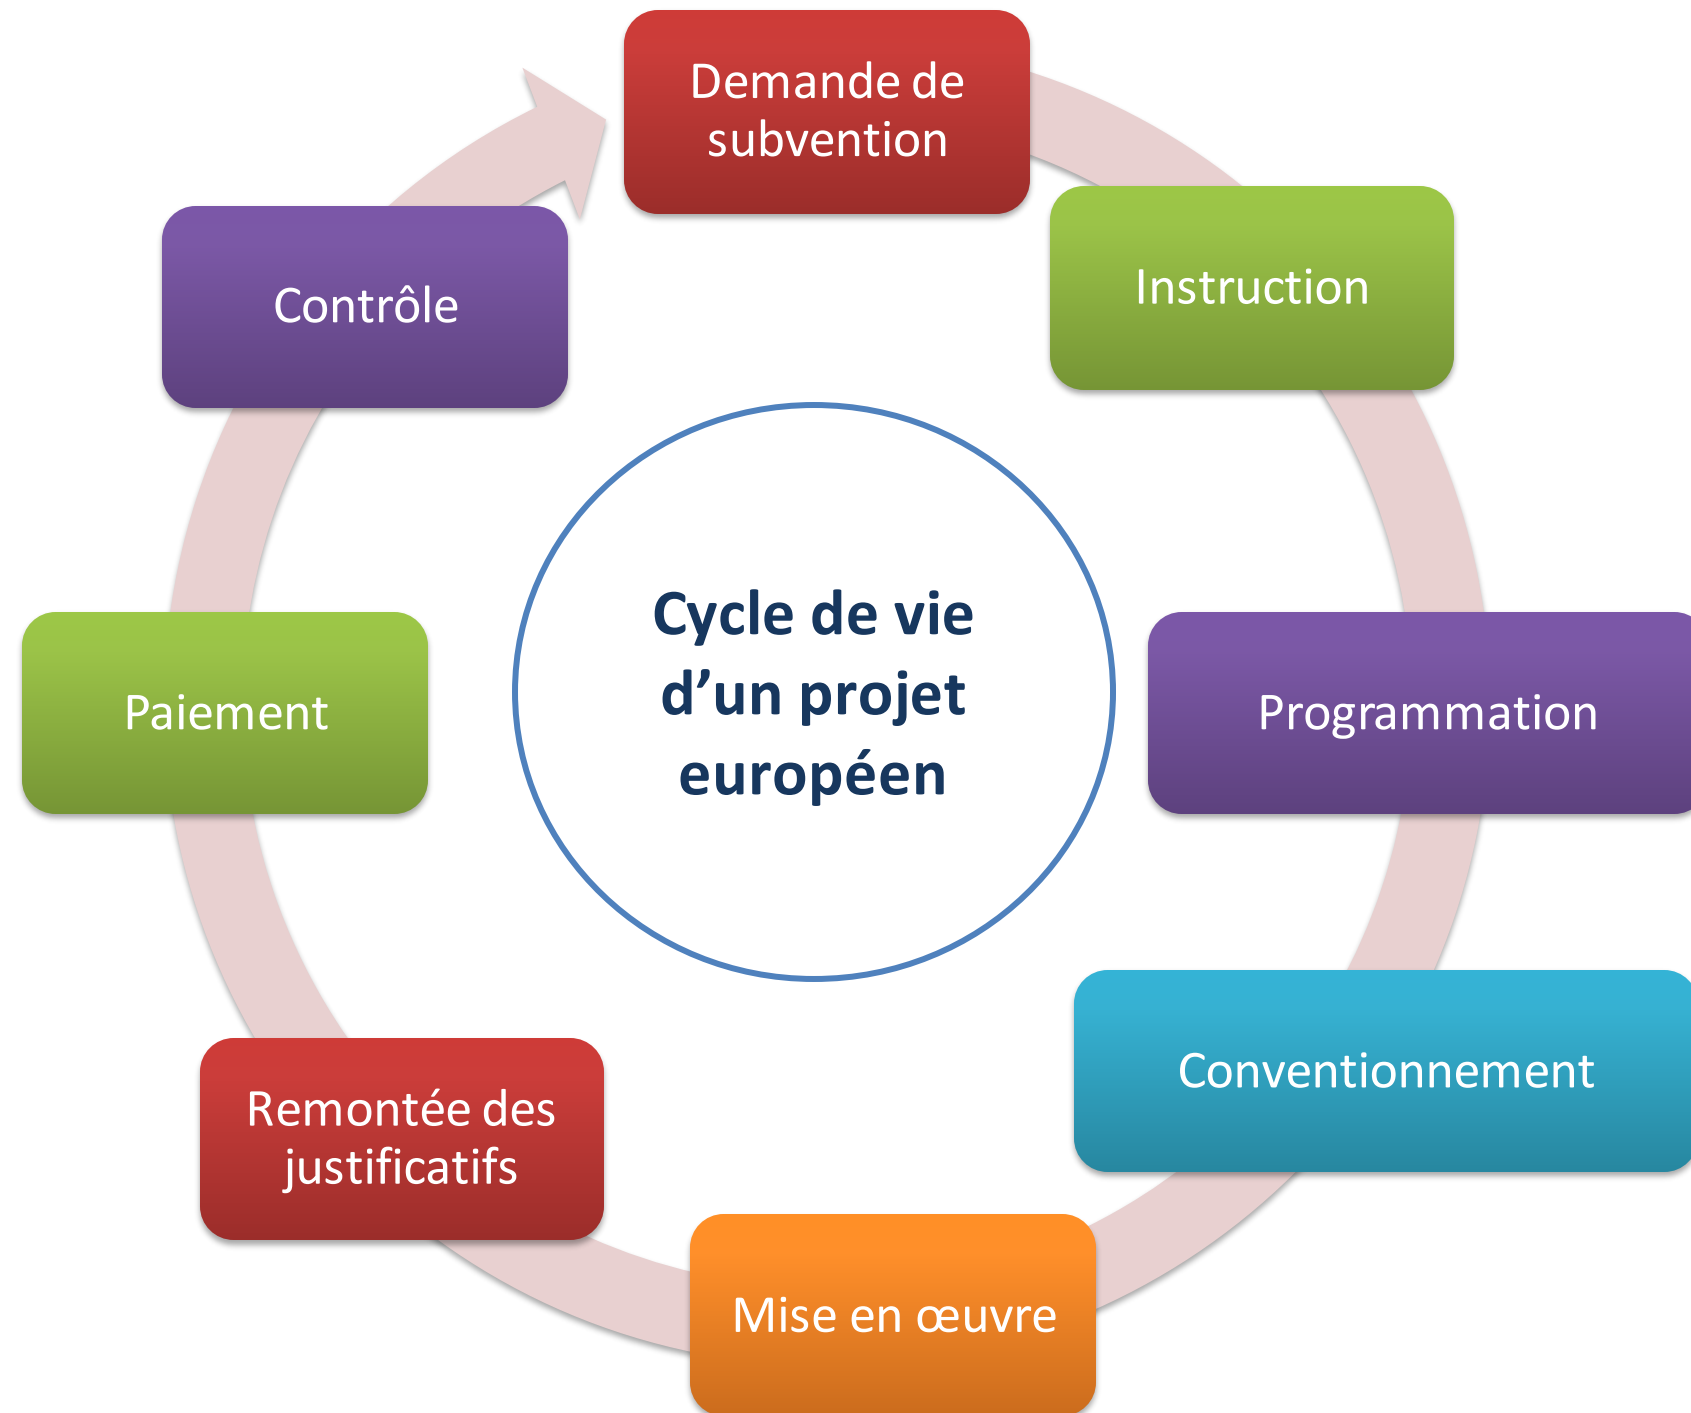 Demande de
subvention
Instruction
Programmation
Conventionnement
Mise en œuvre
Remontée des
justificatifs
Paiement
Contrôle
Cycle de vie
d’un projet
européen